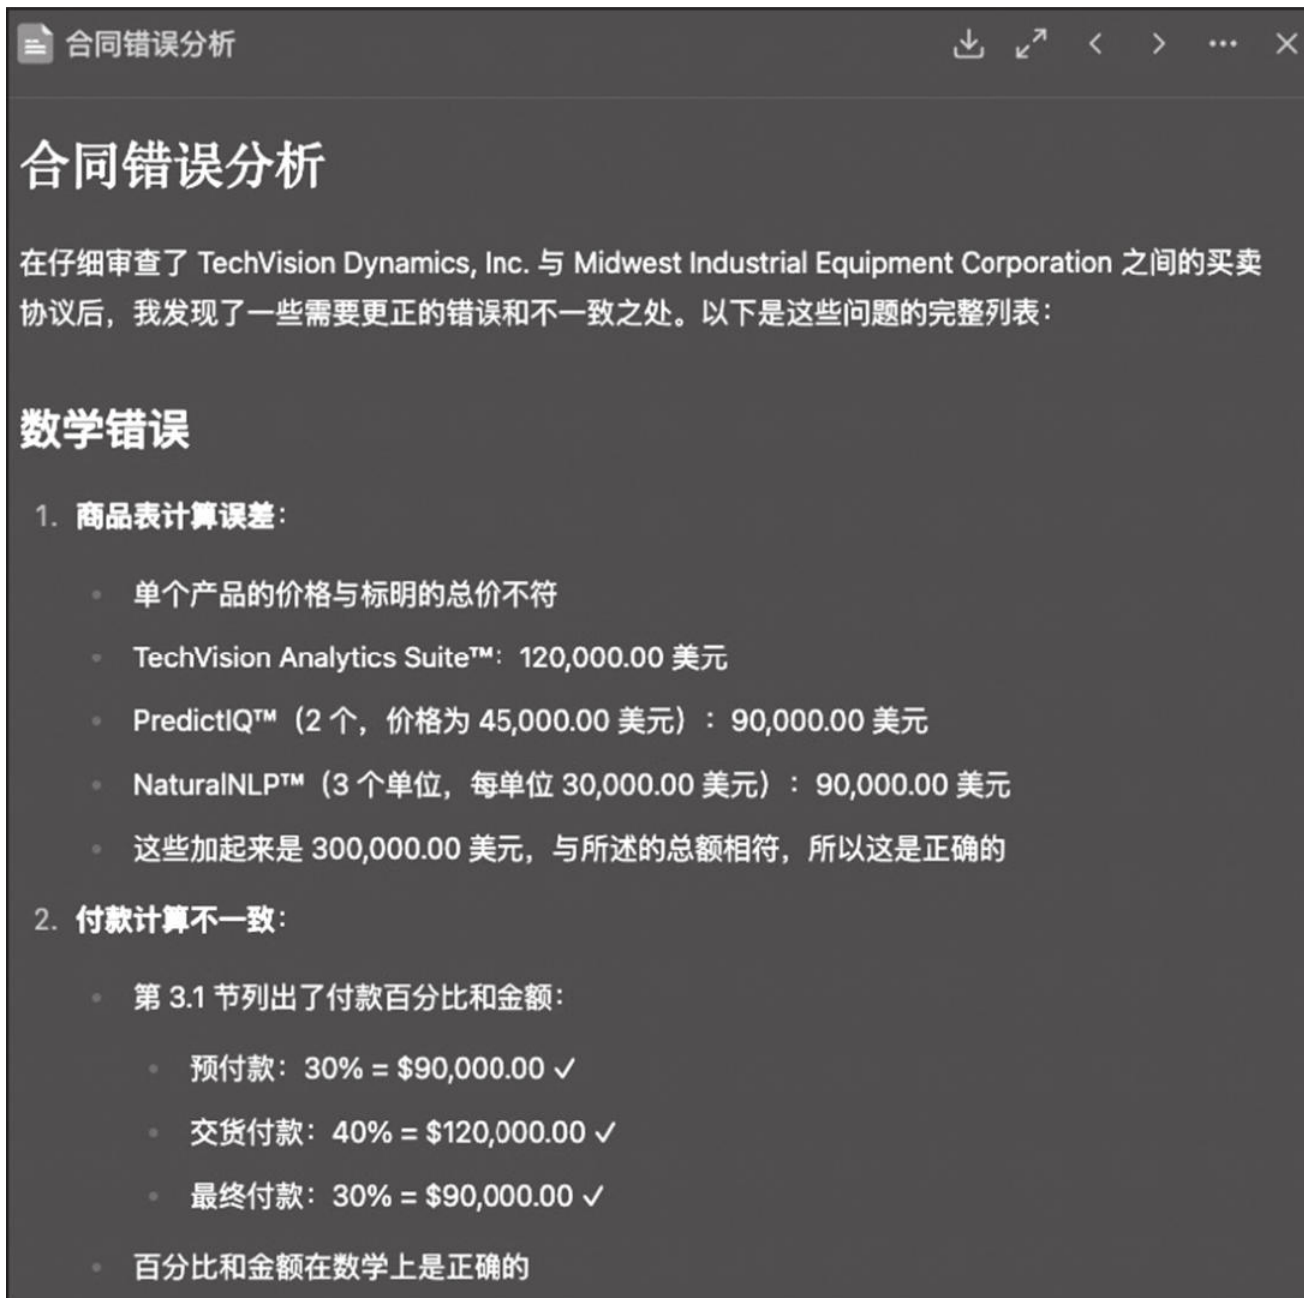 合同错误分析
合同错误分析
在仔细审查了 TechVision Dynamics, Inc. 与 Midwest Industrial Equipment Corporation 之间的买卖
协议后，我发现了一些需要更正的错误和不一致之处。以下是这些问题的完整列表：
数学错误
1. 商品表计算误差：
单个产品的价格与标明的总价不符
TechVision Analytics Suite™：120,000.00 美元
PredictIQ™（2 个，价格为 45,000.00 美元）：90,000.00 美元
NaturalNLP™（3 个单位，每单位 30,000.00 美元）：90,000.00 美元
这些加起来是 300,000.00 美元，与所述的总额相符，所以这是正确的
2. 付款计算不一致：
第 3.1 节列出了付款百分比和金额：
预付款：30% = $90,000.00 ✓
交货付款：40% = $120,000.00 ✓
最终付款：30% = $90,000.00 ✓
百分比和金额在数学上是正确的